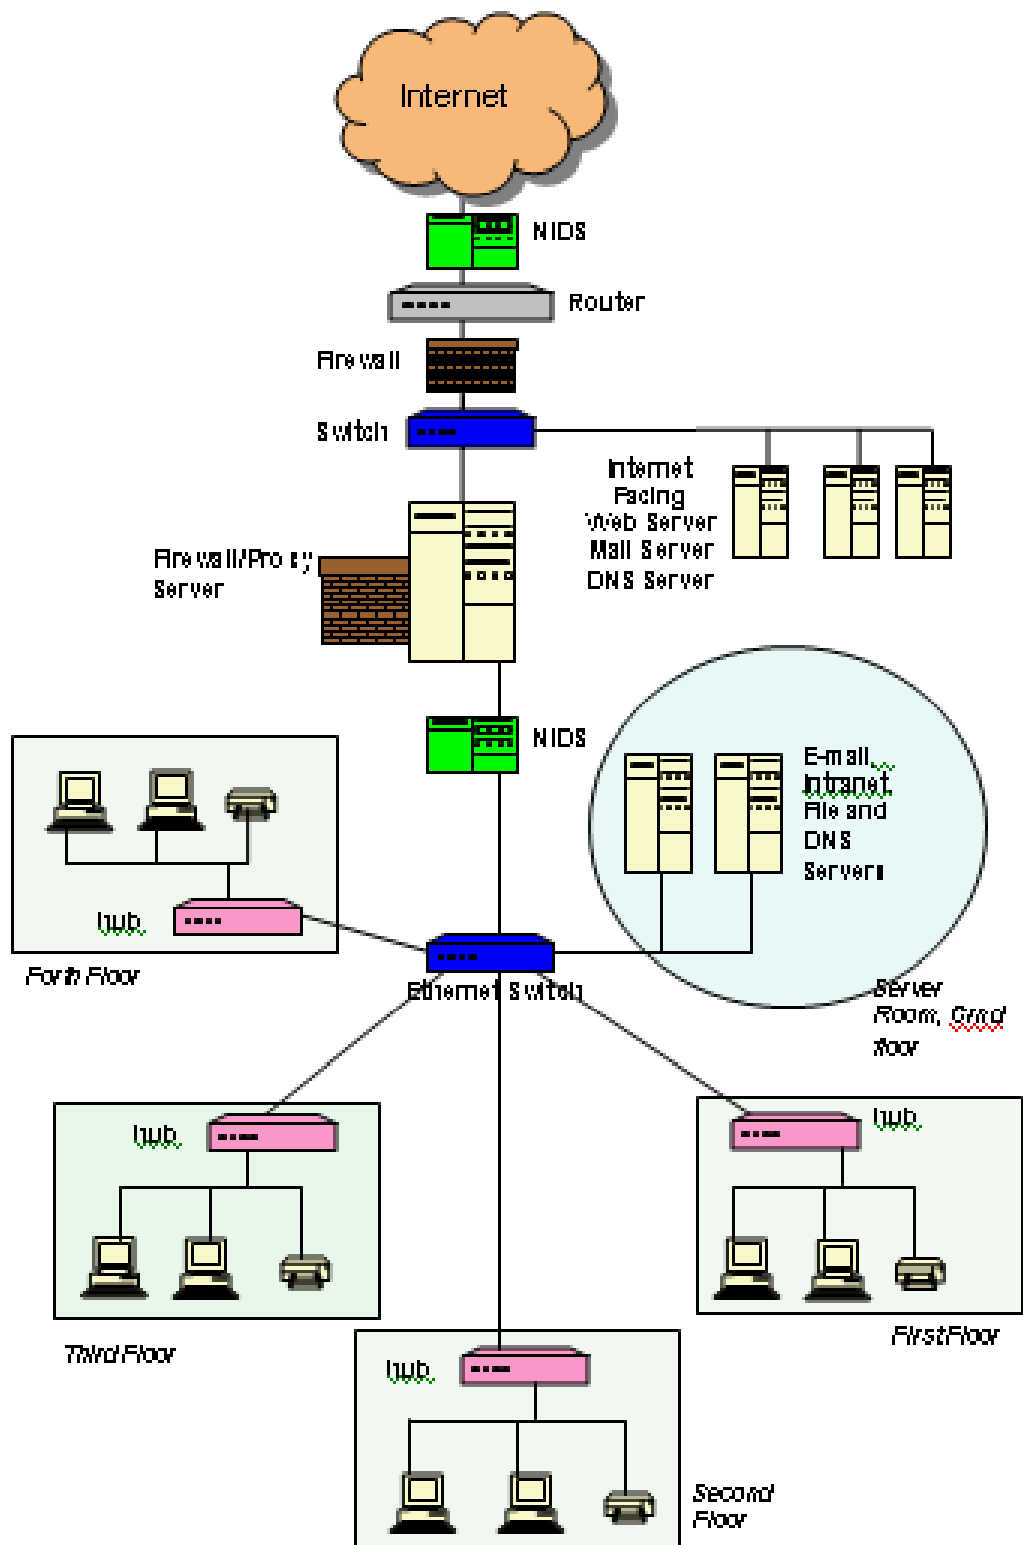 Internet
NIDS
Router
Firewall
Switch
Internet
Facing
Web Server
Mail Server
DNS Server
Firewall/Proxy
Server
NIDS
E-mail,
Intranet,
File and
DNS
Servers
hub
Forth Floor
Ethernet Switch
Server
Room, Grnd
floor
hub
hub
Third Floor
First Floor
hub
Second
Floor